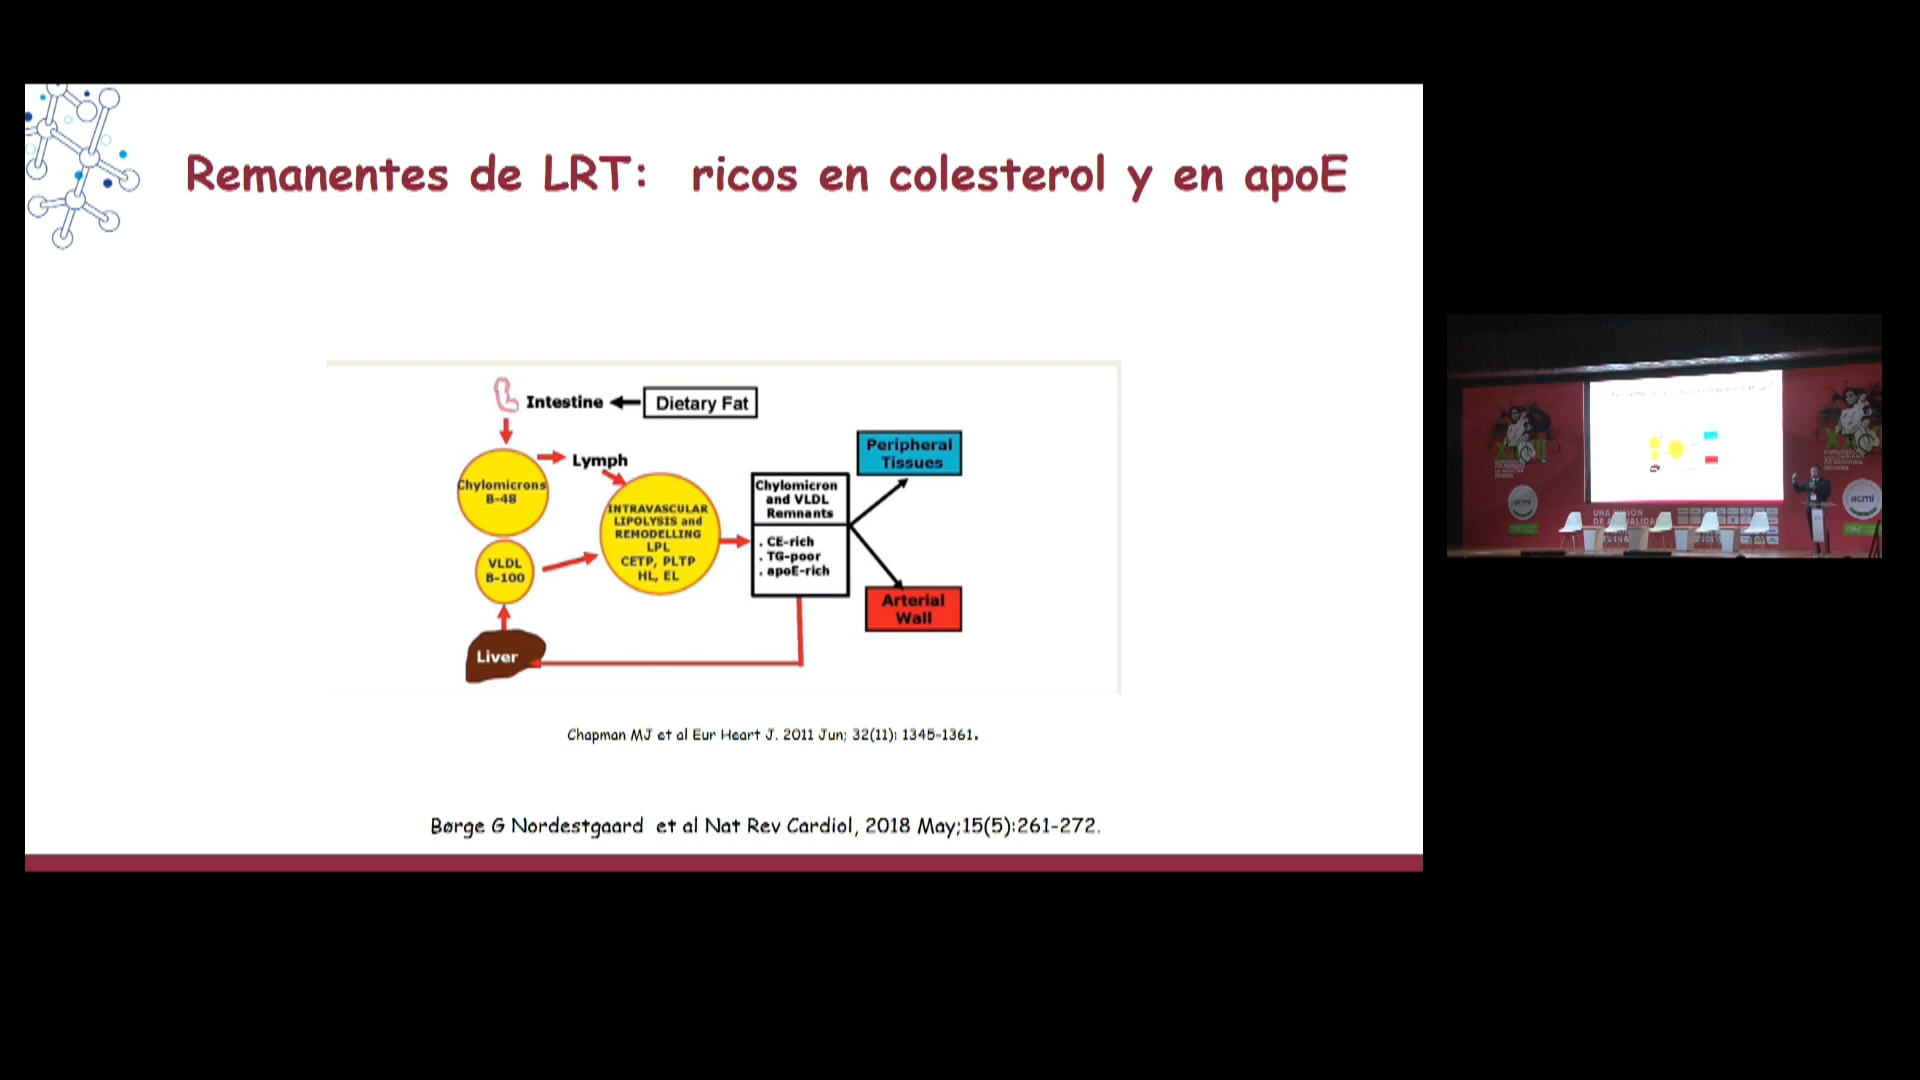 Remanentes de LRT: ricos en colesterol y en apoE
Intestine
Dietary Fat
Chylomicrons
B-48
Lymph
VLDL
B-100
Liver
INTRAVASCULAR
LIPOLYSIS and
REMODELLING
LPL
CETP, PLTP
HL, EL
Chylomicron
and VLDL
Remnants
. CE-rich
. TG-poor
. apoE-rich
Peripheral
Tissues
Arterial
Wall
Chapman MJ et al Eur Heart J. 2011 Jun; 32(11): 1345-1361.
Børge G Nordestgaard et al Nat Rev Cardiol, 2018 May;15(5):261-272.
acmi
acmi